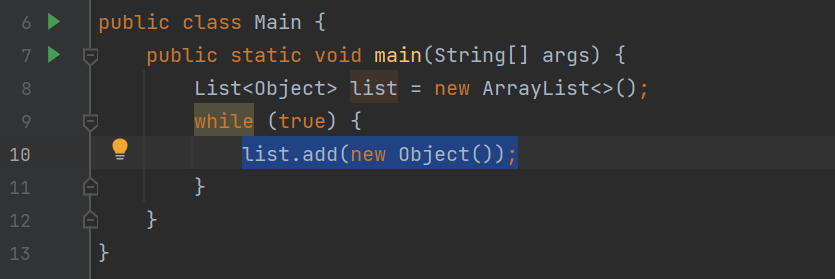 6 public class Main {
7 public static void main(String[] args) {
8 List<Object> list = new ArrayList<>();
9 while (true) {
10 list.add(new Object());
11 }
12 }
13 }